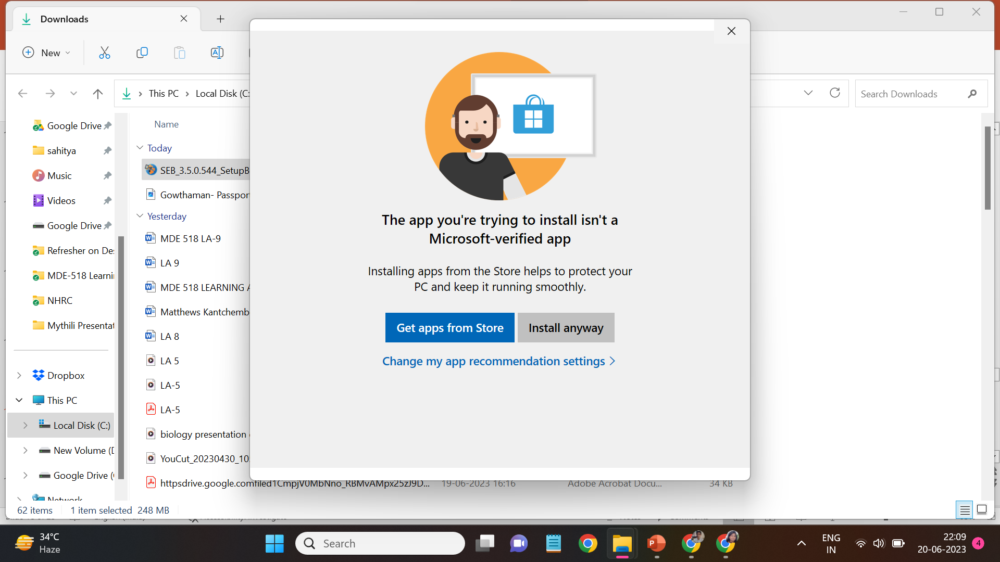 Downloads
New
This PC
Local Disk (C:
Search Downloads
Google Drive
sahitya
Music
Videos
Google Drive
Refresher on Des
MDE-518 Learnin
NHRC
Mythili Presentat
Dropbox
This PC
Local Disk (C:)
New Volume (D
Google Drive (
Network
Name
Today
SEB_3.5.0.544_SetupB
Gowthaman- Passport
Yesterday
MDE 518 LA-9
LA 9
MDE 518 LEARNING A
Matthews Kantchemb
LA 8
LA 5
LA-5
LA-5
biology presentation
YouCut_20230430_10
httpsdrive.google.comfiled1CmpjV0MbNno_RBMvAMpx25zJ9D... 19-06-2023 16:16 Adobe Acrobat Docu... 34 KB
The app you're trying to install isn't a
Microsoft-verified app
Installing apps from the Store helps to protect your
PC and keep it running smoothly.
Get apps from Store
Install anyway
Change my app recommendation settings
62 items
1 item selected 248 MB
34°C
Haze
Search
ENG
IN
22:09
20-06-2023
4